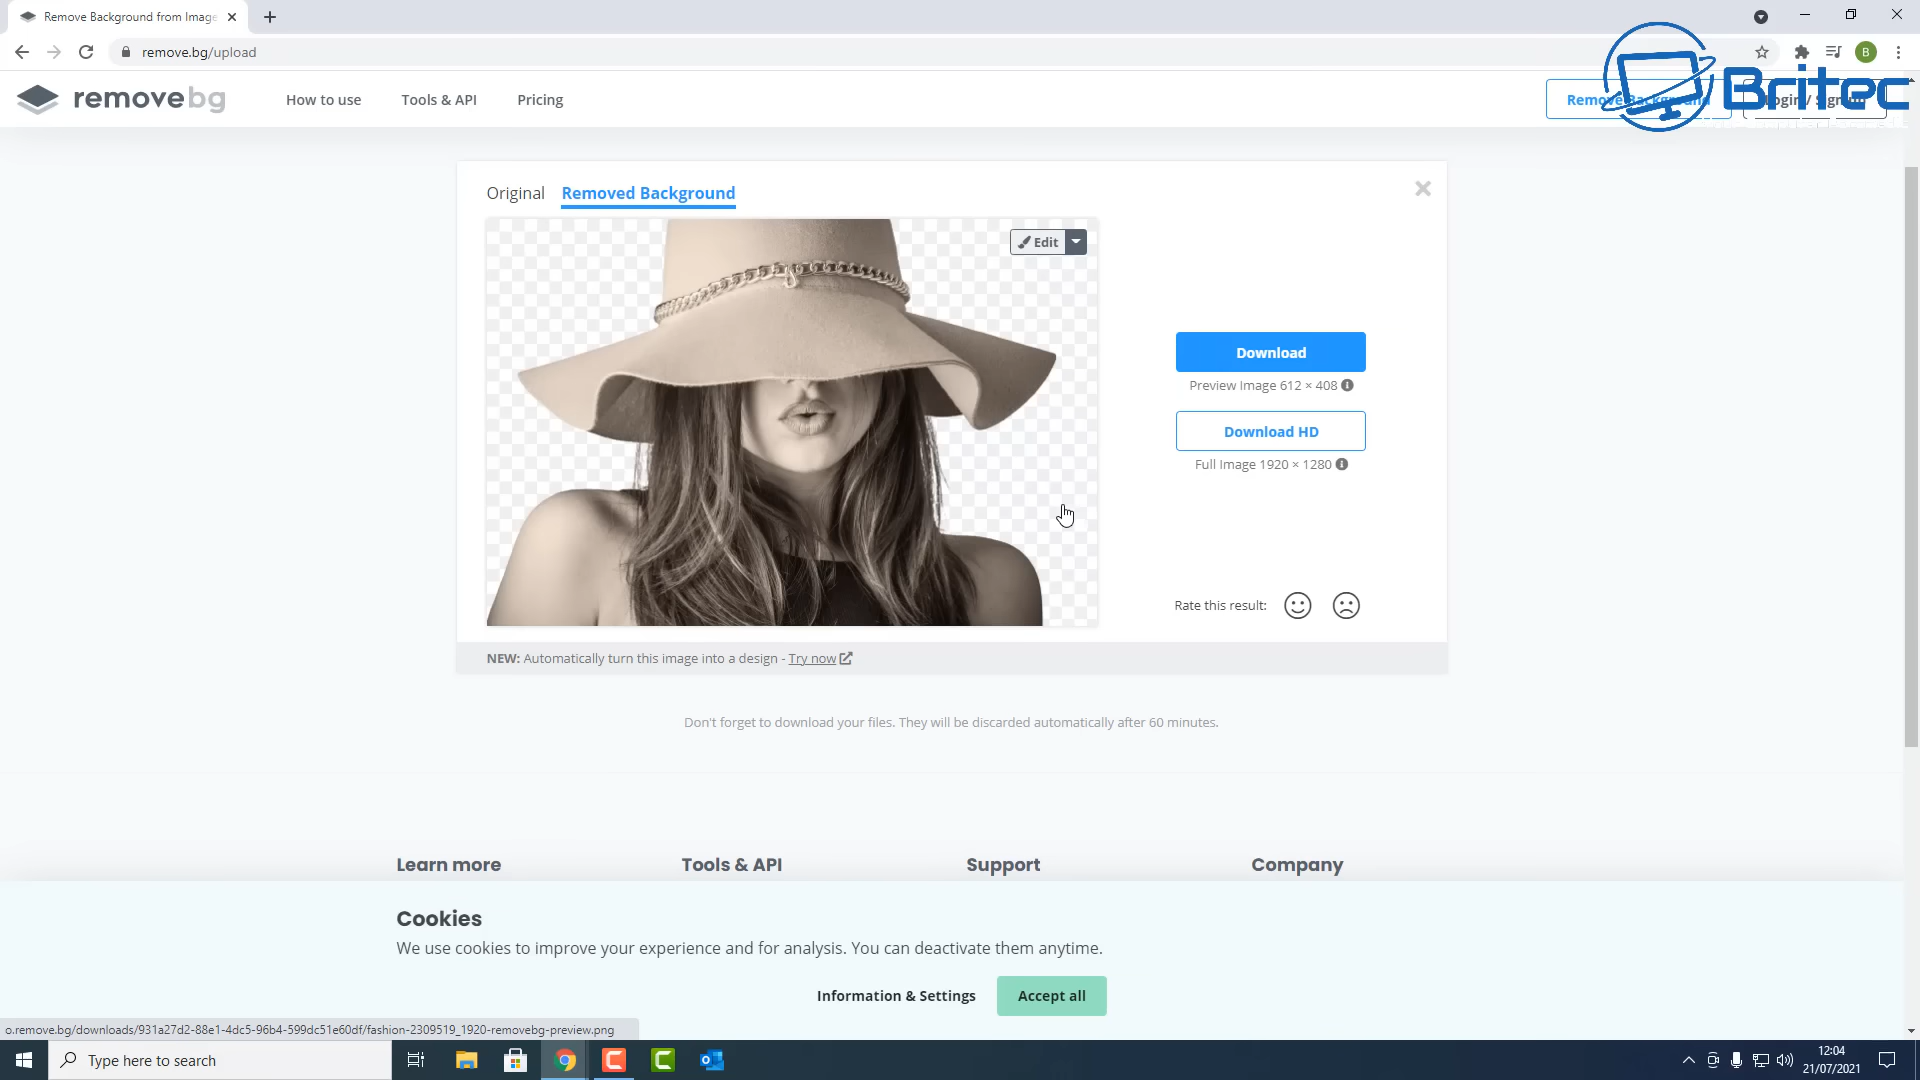 Remove Background from Image
remove.bg/upload
B
removebg
How to use
Tools & API
Pricing
Remove Background
Login / Sign up
Britec
Original
Removed Background
Edit
Download
Preview Image 612 × 408
Download HD
Full Image 1920 × 1280
Rate this result:
NEW: Automatically turn this image into a design - Try now
Don't forget to download your files. They will be discarded automatically after 60 minutes.
Learn more
Tools & API
Support
Company
Cookies
We use cookies to improve your experience and for analysis. You can deactivate them anytime.
Information & Settings
Accept all
o.remove.bg/downloads/931a27d2-88e1-4dc5-96b4-599dc51e60df/fashion-2309519_1920-removebg-preview.png
Type here to search
12:04
21/07/2021